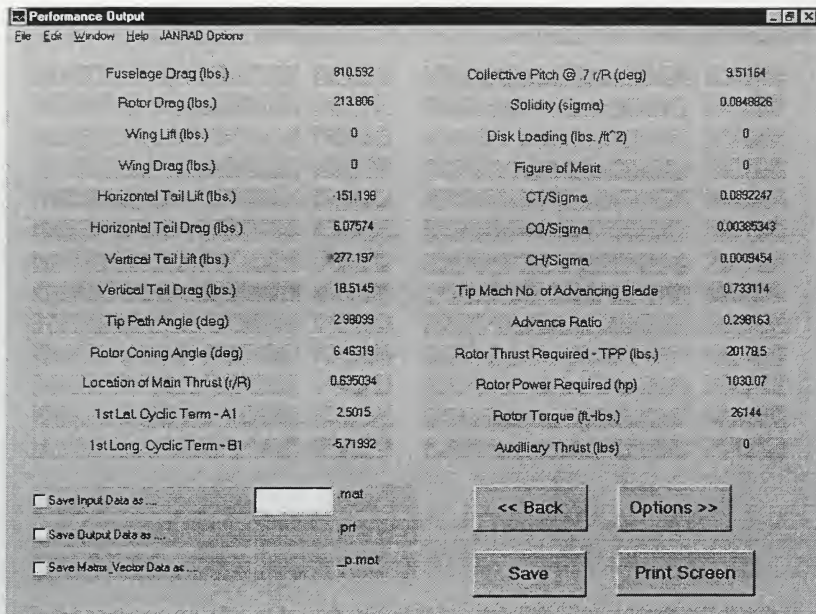 Performance Output
File Edit Window Help JANRAD Options
Fuselage Drag (lbs.) 810.592
Rotor Drag (lbs.) 213.806
Wing Lift (lbs.) 0
Wing Drag (lbs.) 0
Horizontal Tail Lift (lbs.) -151.198
Horizontal Tail Drag (lbs.) 6.07574
Vertical Tail Lift (lbs.) 277.197
Vertical Tail Drag (lbs.) 18.5145
Tip Path Angle (deg) 2.98099
Rotor Coning Angle (deg) 6.46319
Location of Main Thrust (r/R) 0.635034
1st Lat. Cyclic Term - A1 2.5015
1st Long. Cyclic Term - B1 -5.71992
Collective Pitch @ .7 r/R (deg) 9.51164
Solidity (sigma) 0.0848826
Disk Loading (lbs. /ft^2) 0
Figure of Merit 0
CT/Sigma 0.0892247
CQ/Sigma 0.00385343
CH/Sigma 0.0009454
Tip Mach No. of Advancing Blade 0.733114
Advance Ratio 0.298163
Rotor Thrust Required - TPP (lbs.) 20178.5
Rotor Power Required (hp) 1030.07
Rotor Torque (ft-lbs.) 26144
Auxilliary Thrust (lbs) 0
Save Input Data as ... .mat
Save Output Data as ... .prt
Save Matrix_Vector Data as .... _p.mat
<< Back
Options >>
Save
Print Screen